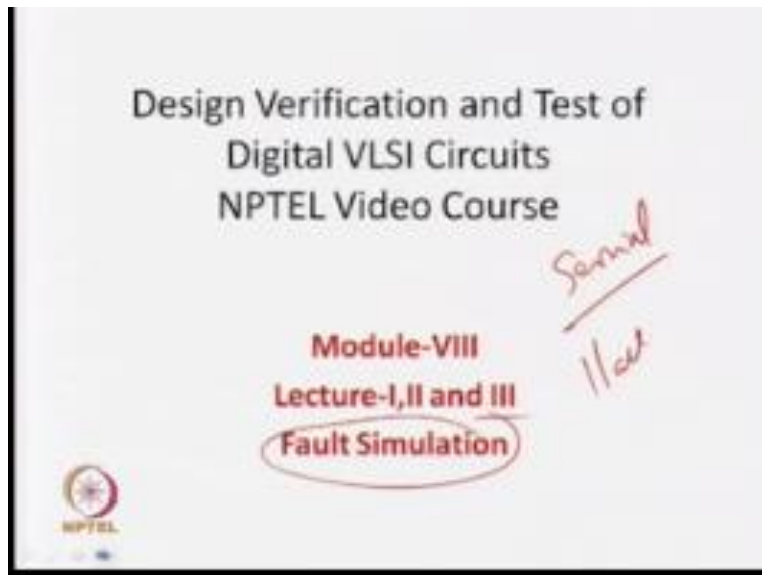 Design Verification and Test of
Digital VLSI Circuits
NPTEL Video Course
Serial
||el
Module-VIII
Lecture-I,II and III
Fault Simulation
NPTEL